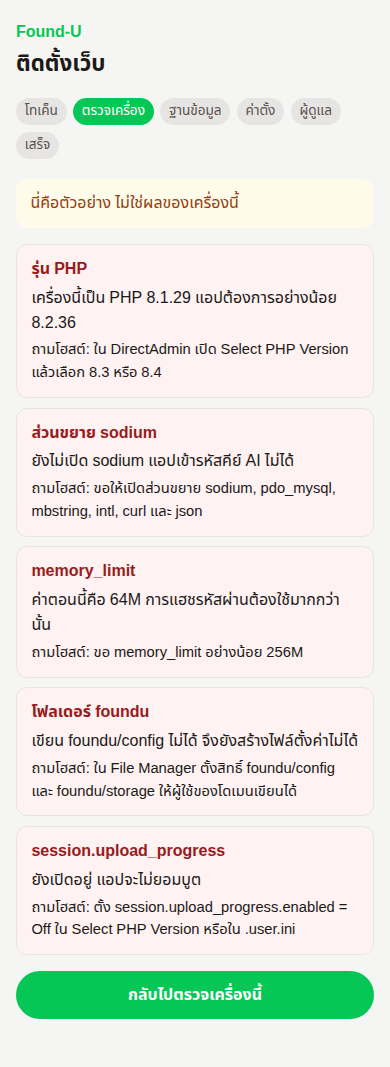 Found-U
ติดตั้งเว็บ
โทเค็น ตรวจเครื่อง ฐานข้อมูล ค่าตั้ง ผู้ดูแล
เสร็จ
นี่คือตัวอย่าง ไม่ใช่ผลของเครื่องนี้
รุ่น PHP
เครื่องนี้เป็น PHP 8.1.29 แอปต้องการอย่างน้อย
8.2.36
ถามโฮสต์: ใน DirectAdmin เปิด Select PHP Version
แล้วเลือก 8.3 หรือ 8.4
ส่วนขยาย sodium
ยังไม่เปิด sodium แอปเข้ารหัสคีย์ AI ไม่ได้
ถามโฮสต์: ขอให้เปิดส่วนขยาย sodium, pdo_mysql,
mbstring, intl, curl และ json
memory_limit
ค่าตอนนี้คือ 64M การแฮชรหัสผ่านต้องใช้มากกว่า
นั้น
ถามโฮสต์: ขอ memory_limit อย่างน้อย 256M
โฟลเดอร์ foundu
เขียน foundu/config ไม่ได้ จึงยังสร้างไฟล์ตั้งค่าไม่ได้
ถามโฮสต์: ใน File Manager ตั้งสิทธิ์ foundu/config
และ foundu/storage ให้ผู้ใช้ของโดเมนเขียนได้
session.upload_progress
ยังเปิดอยู่ แอปจะไม่ยอมบูต
ถามโฮสต์: ตั้ง session.upload_progress.enabled =
Off ใน Select PHP Version หรือใน .user.ini
กลับไปตรวจเครื่องนี้